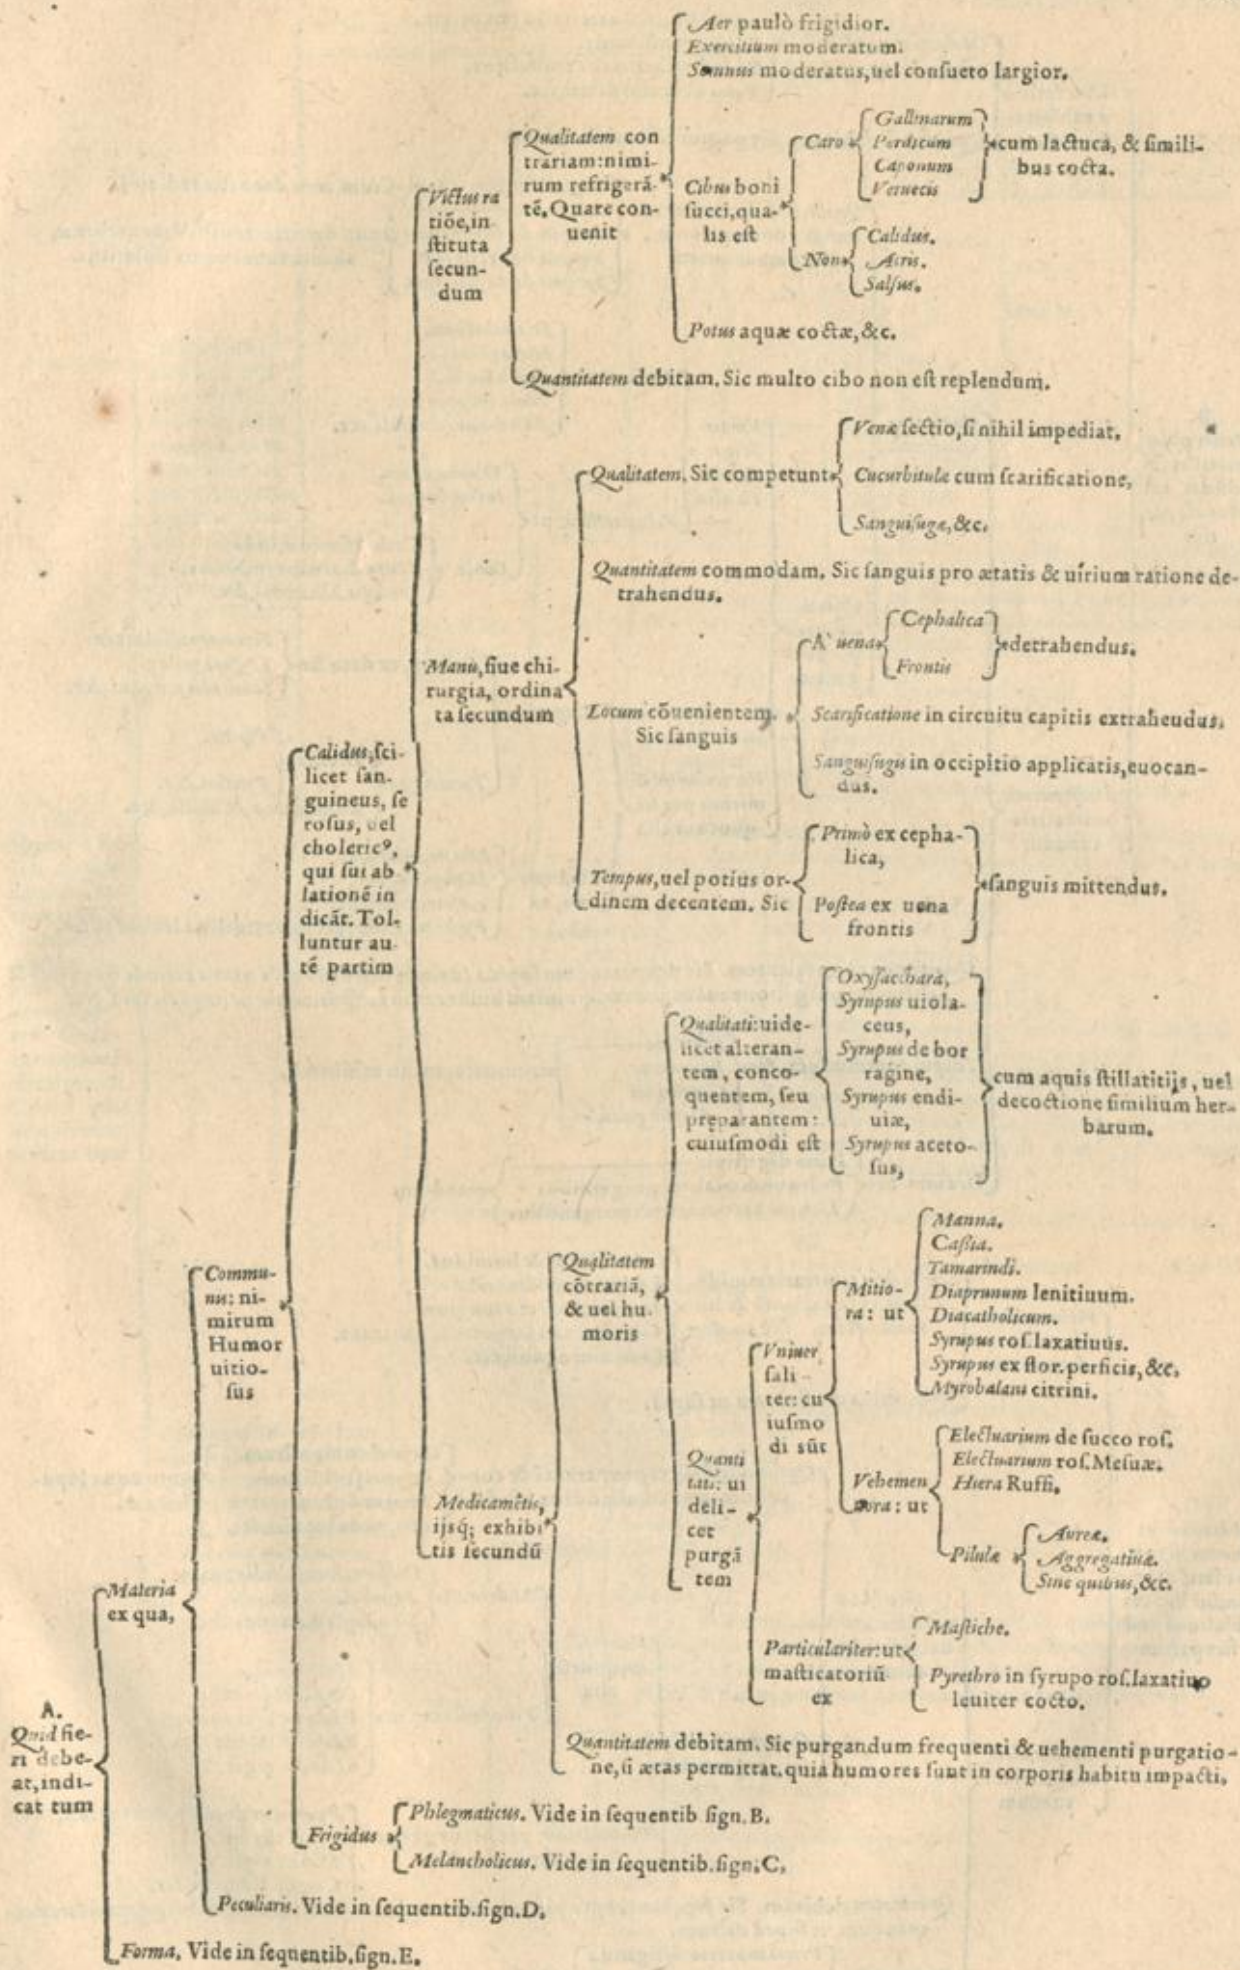 A.
Quid fie-
ri debe-
at, indi-
cat tum
Materia
ex qua,
Commu-
nis: ni-
mirum
Humor
uitio-
sus
Calidus, sci-
licet san-
guineus, se
rosus, uel
choleric⁹,
qui sui ab
lationē in
dicāt. Tol-
luntur au-
tē partim
Victus ra
tiōe, in-
stituta
secun-
dum
Qualitatem con
trariam: nimi-
rum refrigerā-
tē. Quare con-
uenit
Aer paulò frigidior.
Exercitium moderatum.
Somnus moderatus, uel consueto largior.
Cibus boni
succi, qua-
lis est
Caro
Gallinarum
Perdicum
Caponum
Veruecis
cum lactuca, & simili-
bus cocta.
Non
Calidus.
Acris.
Salsus.
Potus aquæ coctæ, &c.
Quantitatem debitam. Sic multo cibo non est replendum.
Manu, siue chi-
rurgia, ordina
ta secundum
Qualitatem. Sic competunt
Venæ sectio, si nihil impediat.
Cucurbitulæ cum scarificatione,
Sanguisugæ, &c.
Quantitatem commodam. Sic sanguis pro ætatis & uirium ratione de-
trahendus.
Locum cōuenientem.
Sic sanguis
A' uena
Cephalica
Frontis
detrahendus.
Scarificatione in circuitu capitis extraheudus.
Sanguisugis in occipitio applicatis, euocan-
dus.
Tempus, uel potius or-
dinem decentem. Sic
Primò ex cepha-
lica,
Postea ex uena
frontis
sanguis mittendus.
Medicamētis,
ijsq; exhibi
tis secundū
Qualitatem
cōtrariā,
& uel hu-
moris
Qualitati: uide-
licet alteran-
tem, conco-
quentem, seu
præparantem:
cuiusmodi est
Oxysacchara,
Syrupus uiola-
ceus,
Syrupus de bor
ragine,
Syrupus endi-
uiæ,
Syrupus aceto-
sus,
cum aquis stillatitijs, uel
decoctione similium her-
barum.
Quanti
tati: ui
deli-
cet
purgā
tem
Vniuer
sali-
ter: cu
iusmo
di sūt
Mitio-
ra: ut
Manna.
Cassia.
Tamarindi.
Diaprunum lenitiuum.
Diacatholicum.
Syrupus ros. laxatiuus.
Syrupus ex flor. persicis, &c.
Myrobalani citrini.
Vehemen
tiora: ut
Electuarium de succo ros.
Electuarium ros. Mesuæ.
Hiera Ruffi.
Pilulæ
Aureæ.
Aggregatiuæ.
Sine quibus, &c.
Particulariter: ut
masticatoriū
ex
Mastiche.
Pyrethro in syrupo ros. laxatiuo
leuiter cocto.
Quantitatem debitam. Sic purgandum frequenti & uehementi purgatio-
ne, si ætas permittat. quia humores sunt in corporis habitu impacti.
Frigidus
Phlegmaticus. Vide in sequentib sign. B.
Melancholicus. Vide in sequentib. sign. C.
Peculiaris. Vide in sequentib. sign. D.
Forma. Vide in sequentib. sign. E.